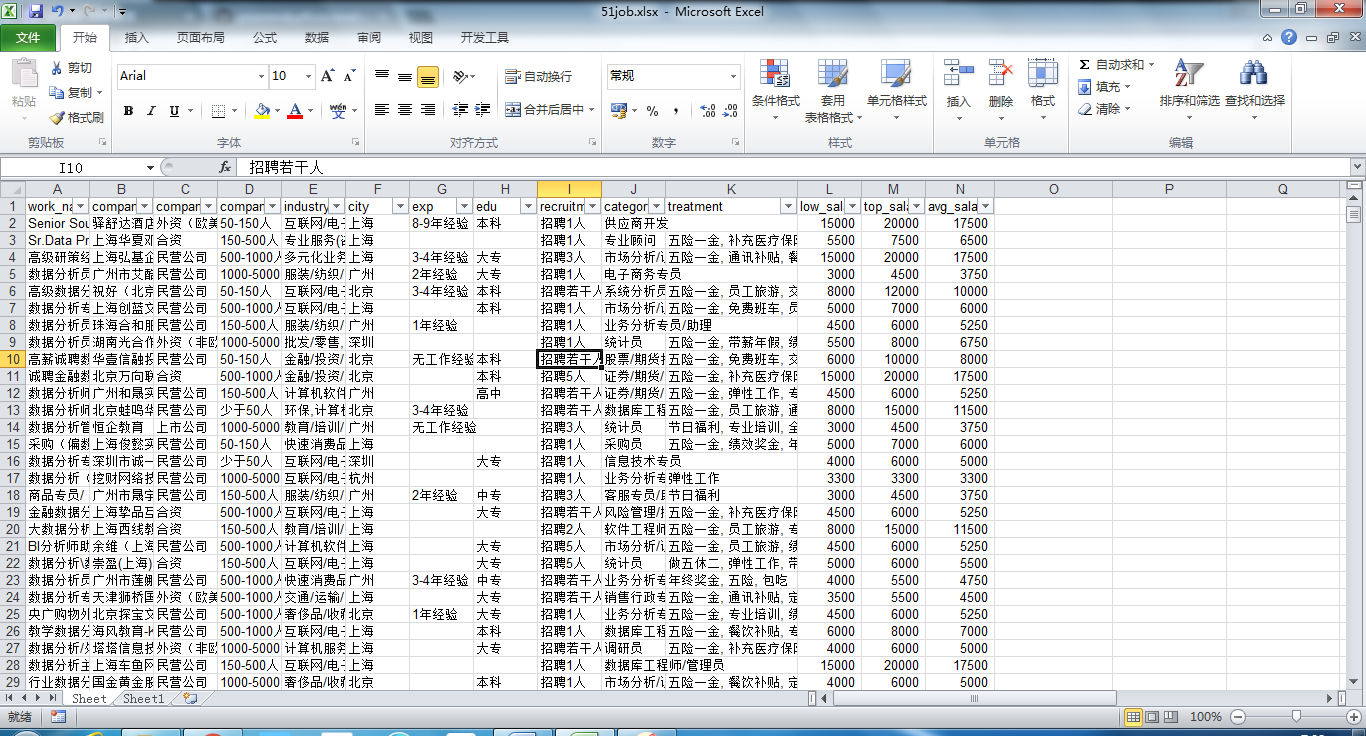 51job.xlsx - Microsoft Excel
文件 开始 插入 页面布局 公式 数据 审阅 视图 开发工具
粘贴 剪切 复制 格式刷 剪贴板
Arial 10 B I U 字体
自动换行 合并后居中 对齐方式
常规 % 数字
条件格式 套用 表格格式 单元格样式 样式
插入 删除 格式 单元格
Σ 自动求和 填充 清除 排序和筛选 查找和选择 编辑
I10 fx 招聘若干人
A B C D E F G H I J K L M N O P Q
1 work_na compan compan compan industry city exp edu recruitm categor treatment low_sal top_sala avg_sala
2 Senior Sou 驿舒达酒店 外资（欧美 50-150人 互联网/电子 上海 8-9年经验 本科 招聘1人 供应商开发 15000 20000 17500
3 Sr.Data Pr 上海华夏邓 合资 150-500人 专业服务(咨 上海 招聘1人 专业顾问 五险一金, 补充医疗保 5500 7500 6500
4 高级研策经 上海弘基企 民营公司 500-1000人 多元化业务 上海 3-4年经验 大专 招聘3人 市场分析/ 五险一金, 通讯补贴, 餐 15000 20000 17500
5 数据分析员 广州市艾酷 民营公司 1000-5000 服装/纺织/ 广州 2年经验 大专 招聘1人 电子商务专员 3000 4500 3750
6 高级数据分 祝好（北京 民营公司 50-150人 互联网/电子 北京 3-4年经验 本科 招聘若干人 系统分析员 五险一金, 员工旅游, 交 8000 12000 10000
7 数据分析专 上海创蓝文 民营公司 150-500人 互联网/电子 上海 本科 招聘1人 市场分析/ 五险一金, 免费班车, 员 5000 7000 6000
8 数据分析员 珠海合和服 民营公司 150-500人 服装/纺织/ 广州 1年经验 招聘1人 业务分析专员/助理 4500 6000 5250
9 数据分析员 湖南光合作 外资（非欧 1000-5000 批发/零售, 深圳 招聘1人 统计员 五险一金, 带薪年假, 绩 5500 8000 6750
10 高薪诚聘数 华壹信融投 民营公司 50-150人 金融/投资/ 北京 无工作经验 本科 招聘若干人 股票/期货 五险一金, 免费班车, 交 6000 10000 8000
11 诚聘金融数 北京万向联 合资 1000-5000 金融/投资/ 北京 本科 招聘5人 证券/期货/ 五险一金, 补充医疗保 15000 20000 17500
12 数据分析师 广州和晟实 民营公司 150-500人 计算机软件 广州 高中 招聘若干人 证券/期货/ 五险一金, 弹性工作, 专 4500 6000 5250
13 数据分析师 北京蛙鸣华 民营公司 少于50人 环保,计算机 北京 3-4年经验 招聘若干人 数据库工程 五险一金, 员工旅游, 通 8000 15000 11500
14 数据分析管 恒企教育 上市公司 1000-5000 教育/培训/ 广州 无工作经验 招聘3人 统计员 节日福利, 专业培训, 全 3000 4500 3750
15 采购（偏数 上海俊懿实 民营公司 50-150人 快速消费品 上海 招聘1人 采购员 五险一金, 绩效奖金, 年 5000 7000 6000
16 数据分析专 深圳市诚一 民营公司 少于50人 互联网/电子 深圳 大专 招聘1人 信息技术专员 4000 6000 5000
17 数据分析（ 挖财网络技 民营公司 1000-5000 互联网/电子 杭州 招聘1人 业务分析专 弹性工作 3300 3300 3300
18 商品专员/ 广州市晟宇 民营公司 150-500人 服装/纺织/ 广州 2年经验 中专 招聘3人 客服专员/ 节日福利 3000 4500 3750
19 金融数据分 上海挚品互 合资 150-500人 互联网/电子 上海 大专 招聘若干人 风险管理/ 五险一金, 补充医疗保 4500 6000 5250
20 大数据分析 上海西线教 合资 150-500人 教育/培训/ 上海 招聘2人 软件工程师 五险一金, 员工旅游, 专 8000 15000 11500
21 BI分析师助 余维（上海 民营公司 500-1000人 计算机软件 上海 大专 招聘5人 市场分析/ 五险一金, 员工旅游, 绩 4500 6000 5250
22 数据分析\ 崇盈(上海) 合资 150-500人 互联网/电子 上海 大专 招聘5人 统计员 做五休二, 弹性工作, 带 5000 6000 5500
23 数据分析员 广州市莲 民营公司 500-1000人 快速消费品 广州 3-4年经验 中专 招聘若干人 业务分析专 年终奖金, 五险, 包吃 4000 5500 4750
24 数据分析专 天津狮桥国 外资（欧美 500-1000人 交通/运输/ 上海 大专 招聘若干人 销售行政专 五险一金, 通讯补贴, 定 3500 5500 4500
25 央广购物外 北京探宝文 民营公司 500-1000人 奢侈品/收藏 北京 1年经验 大专 招聘1人 业务分析专 五险一金, 专业培训, 绩 4500 6000 5250
26 教学数据分 海风教育-K 民营公司 500-1000人 互联网/电子 上海 本科 招聘1人 数据库工程 五险一金, 餐饮补贴, 专 6000 8000 7000
27 数据分析/ 塔塔信息技 外资（非欧 1000-5000 计算机服务 上海 大专 招聘若干人 调研员 五险一金, 补充医疗保 4000 6000 5000
28 数据分析主 上海车鱼网 民营公司 150-500人 互联网/电子 上海 招聘1人 数据库工程师/管理员 15000 20000 17500
29 行业数据分 国金黄金服 民营公司 1000-5000 奢侈品/收藏 北京 本科 招聘1人 市场分析/ 五险一金, 餐饮补贴, 定 4000 6000 5000
Sheet Sheet1
就绪 100%